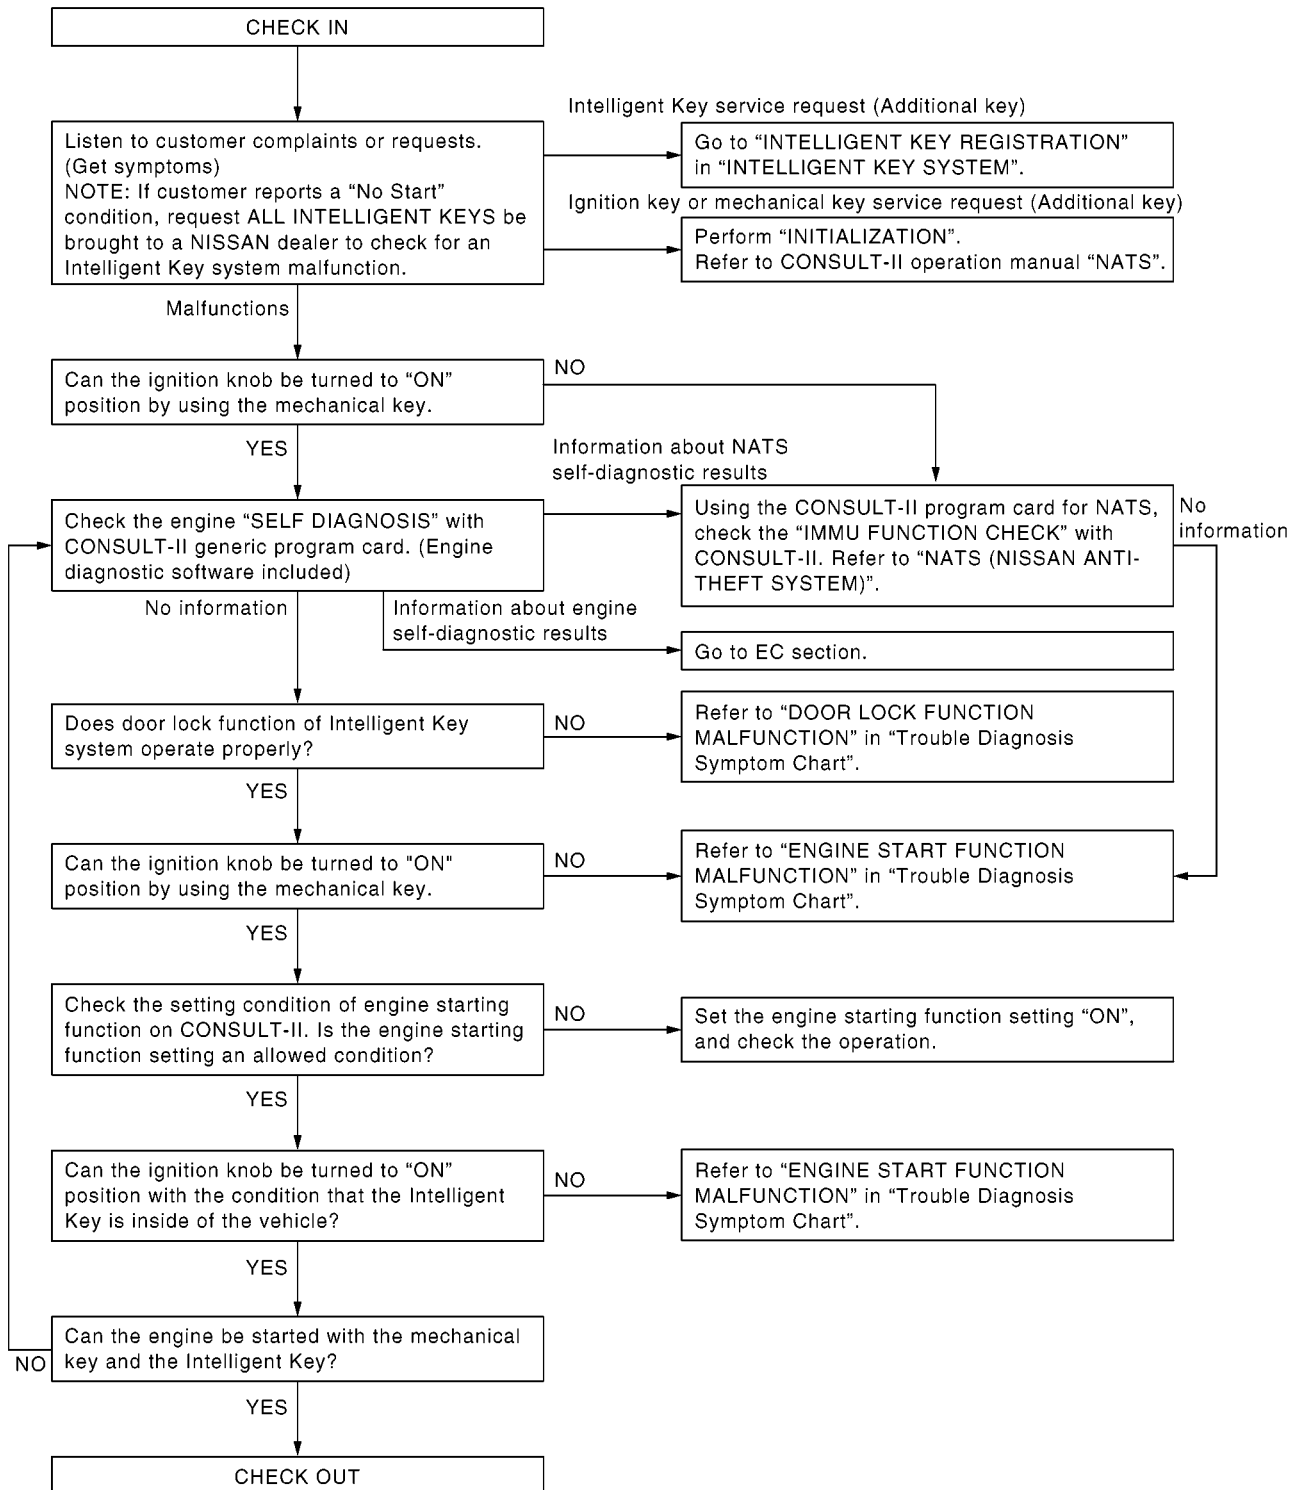 CHECK IN
Intelligent Key service request (Additional key)
Listen to customer complaints or requests.
(Get symptoms)
NOTE: If customer reports a “No Start”
condition, request ALL INTELLIGENT KEYS be
brought to a NISSAN dealer to check for an
Intelligent Key system malfunction.
Go to “INTELLIGENT KEY REGISTRATION”
in “INTELLIGENT KEY SYSTEM”.
Ignition key or mechanical key service request (Additional key)
Perform “INITIALIZATION”.
Refer to CONSULT-II operation manual “NATS”.
Malfunctions
Can the ignition knob be turned to “ON”
position by using the mechanical key.
NO
YES
Information about NATS
self-diagnostic results
Check the engine “SELF DIAGNOSIS” with
CONSULT-II generic program card. (Engine
diagnostic software included)
Using the CONSULT-II program card for NATS,
check the “IMMU FUNCTION CHECK” with
CONSULT-II. Refer to “NATS (NISSAN ANTI-
THEFT SYSTEM)”.
No
information
No information
Information about engine
self-diagnostic results
Go to EC section.
Does door lock function of Intelligent Key
system operate properly?
NO
Refer to “DOOR LOCK FUNCTION
MALFUNCTION” in “Trouble Diagnosis
Symptom Chart”.
YES
Can the ignition knob be turned to "ON"
position by using the mechanical key.
NO
Refer to “ENGINE START FUNCTION
MALFUNCTION” in “Trouble Diagnosis
Symptom Chart”.
YES
Check the setting condition of engine starting
function on CONSULT-II. Is the engine starting
function setting an allowed condition?
NO
Set the engine starting function setting “ON”,
and check the operation.
YES
Can the ignition knob be turned to “ON”
position with the condition that the Intelligent
Key is inside of the vehicle?
NO
Refer to “ENGINE START FUNCTION
MALFUNCTION” in “Trouble Diagnosis
Symptom Chart”.
YES
Can the engine be started with the mechanical
key and the Intelligent Key?
NO
YES
CHECK OUT